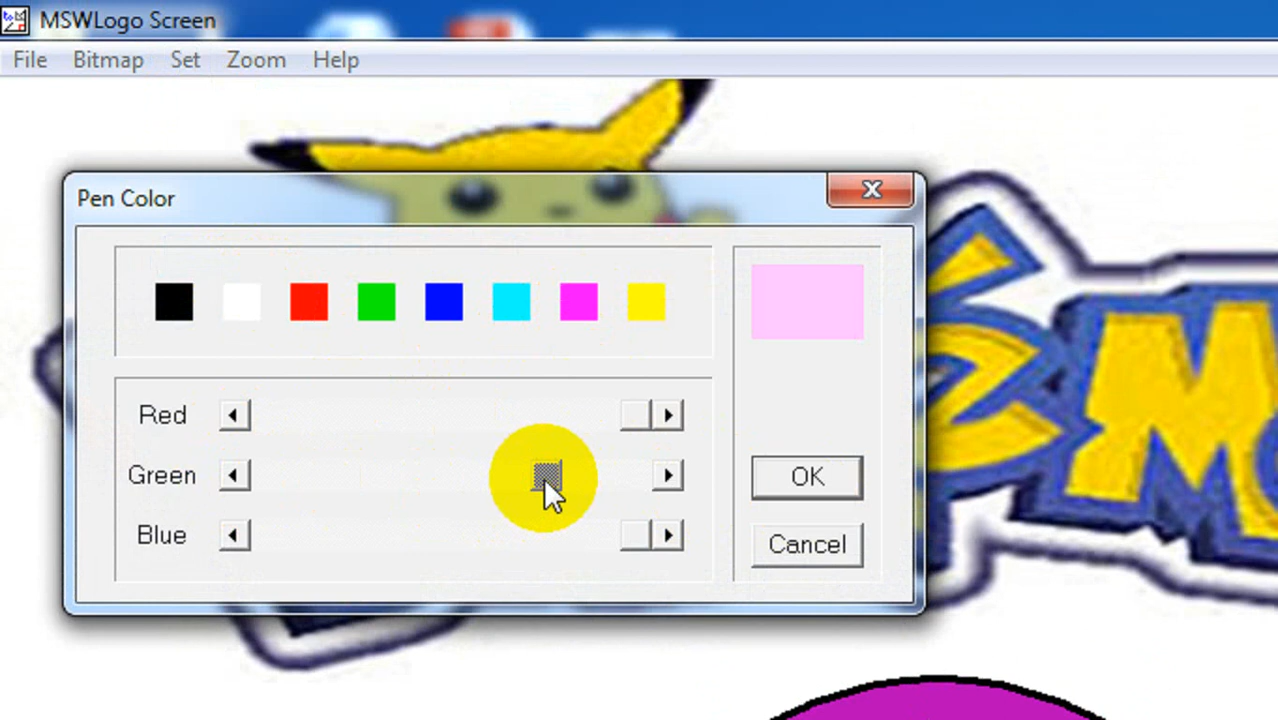 MSWLogo Screen
File Bitmap Set Zoom Help
Pen Color
Red
Green
Blue
OK
Cancel